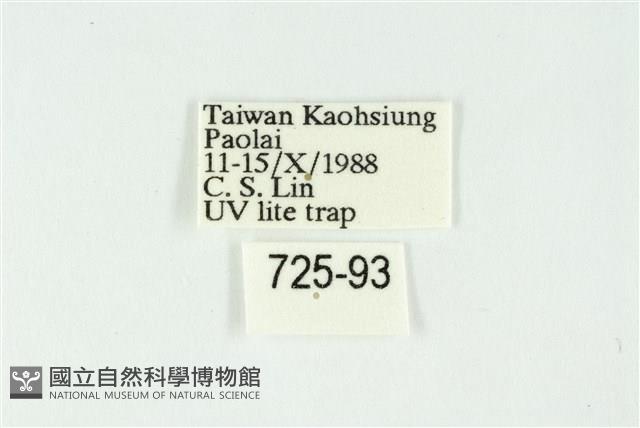 Taiwan Kaohsiung
Paolai
11-15/X/1988
C. S. Lin
UV lite trap
725-93
國立自然科學博物館
NATIONAL MUSEUM OF NATURAL SCIENCE